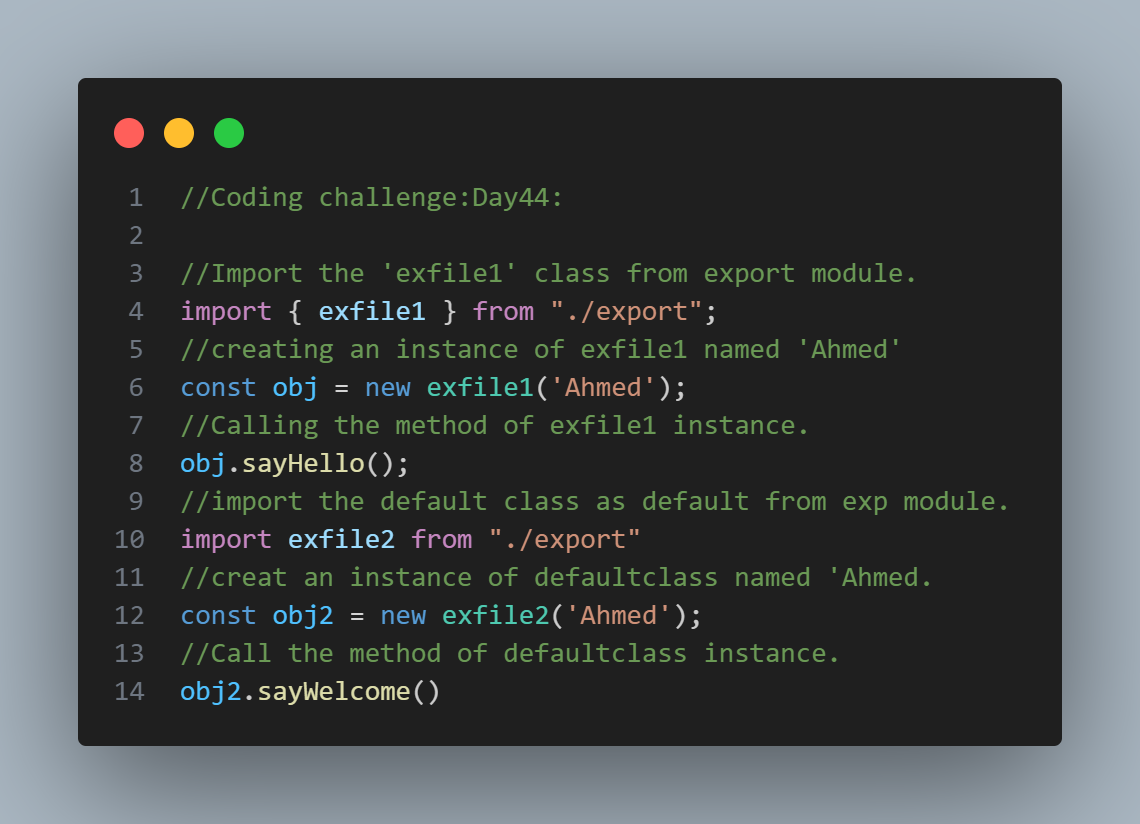 1 //Coding challenge:Day44:
2
3 //Import the 'exfile1' class from export module.
4 import { exfile1 } from "./export";
5 //creating an instance of exfile1 named 'Ahmed'
6 const obj = new exfile1('Ahmed');
7 //Calling the method of exfile1 instance.
8 obj.sayHello();
9 //import the default class as default from exp module.
10 import exfile2 from "./export"
11 //creat an instance of defaultclass named 'Ahmed.
12 const obj2 = new exfile2('Ahmed');
13 //Call the method of defaultclass instance.
14 obj2.sayWelcome()